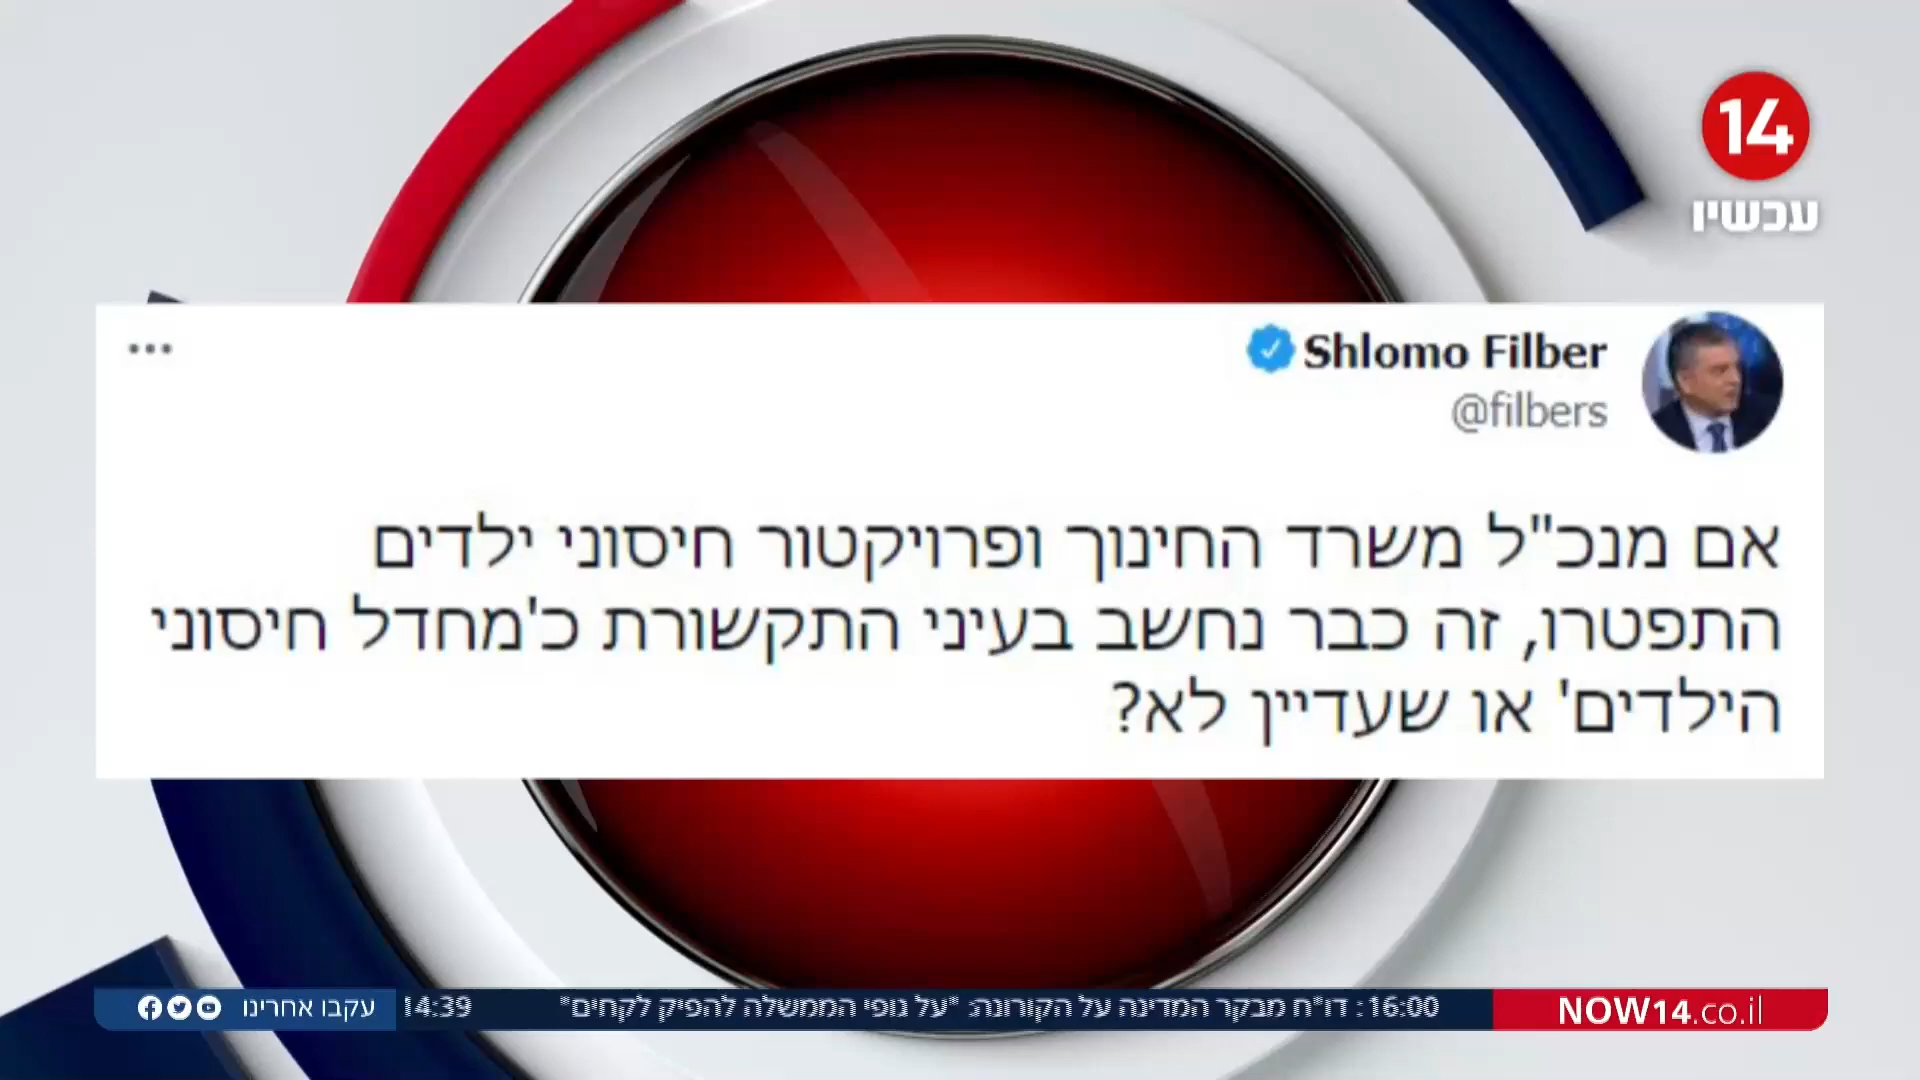 14
עכשיו
Shlomo Filber
@filbers
אם מנכ"ל משרד החינוך ופרויקטור חיסוני ילדים
התפטרו, זה כבר נחשב בעיני התקשורת כ'מחדל חיסוני
הילדים' או שעדיין לא?
NOW14.co.il
16:00: דו"ח מבקר המדינה על הקורונה: "על גופי הממשלה להפיק לקחים"
14:39
עקבו אחרינו